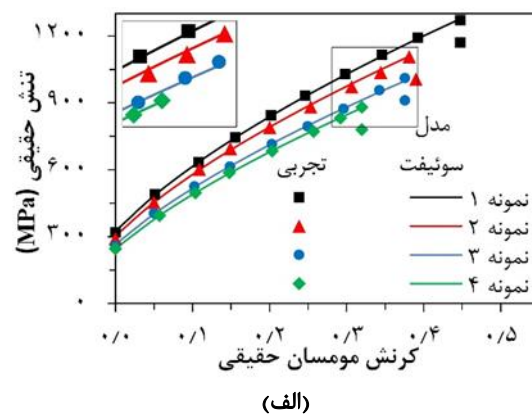 ۱۲۰۰
۹۰۰
۶۰۰
۳۰۰
۰
تنش حقیقی (MPa)
مدل
تجربی
سوئیفت
نمونه ۱
نمونه ۲
نمونه ۳
نمونه ۴
۰/۰ ۰/۱ ۰/۲ ۰/۳ ۰/۴ ۰/۵
کرنش مومسان حقیقی
(الف)